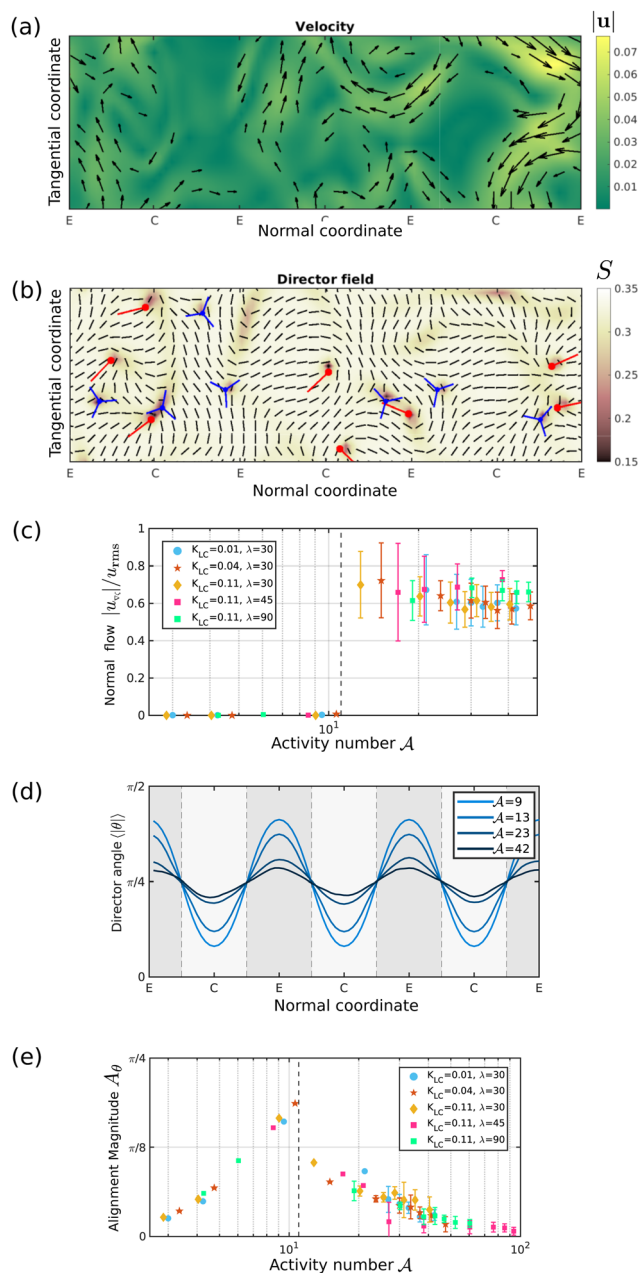 (a)
Velocity
|u|
Tangential coordinate
0.07
0.06
0.05
0.04
0.03
0.02
0.01
E C E C E C E
Normal coordinate
(b)
Director field
S
Tangential coordinate
0.35
0.3
0.25
0.2
0.15
E C E C E C E
Normal coordinate
(c)
Normal flow |u_vc|/u_rms
1
0.8
0.6
0.4
0.2
0
K_LC=0.01, λ=30
K_LC=0.04, λ=30
K_LC=0.11, λ=30
K_LC=0.11, λ=45
K_LC=0.11, λ=90
10^1
Activity number 𝒜
(d)
Director angle ⟨|θ|⟩
π/2
π/4
0
𝒜=9
𝒜=13
𝒜=23
𝒜=42
E C E C E C E
Normal coordinate
(e)
Alignment Magnitude A_θ
π/4
π/8
0
K_LC=0.01, λ=30
K_LC=0.04, λ=30
K_LC=0.11, λ=30
K_LC=0.11, λ=45
K_LC=0.11, λ=90
10^1 10^2
Activity number 𝒜